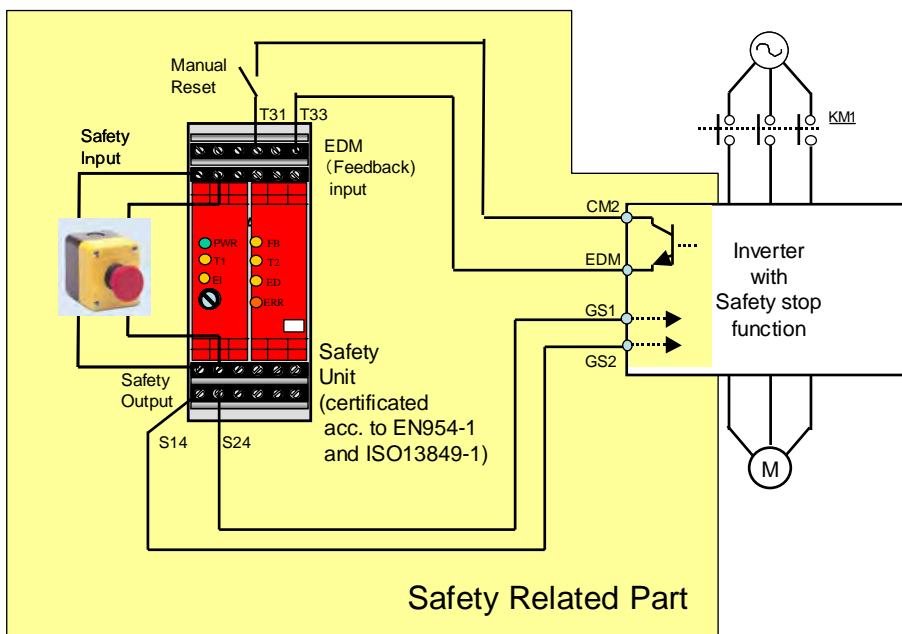 Manual
Reset
T31 T33
Safety
Input
EDM
(Feedback)
input
KM1
PWR
T1
EI
FB
T2
ED
ERR
CM2
EDM
GS1
GS2
Inverter
with
Safety stop
function
Safety
Output
S14
S24
Safety
Unit
(certificated
acc. to EN954-1
and ISO13849-1)
M
Safety Related Part